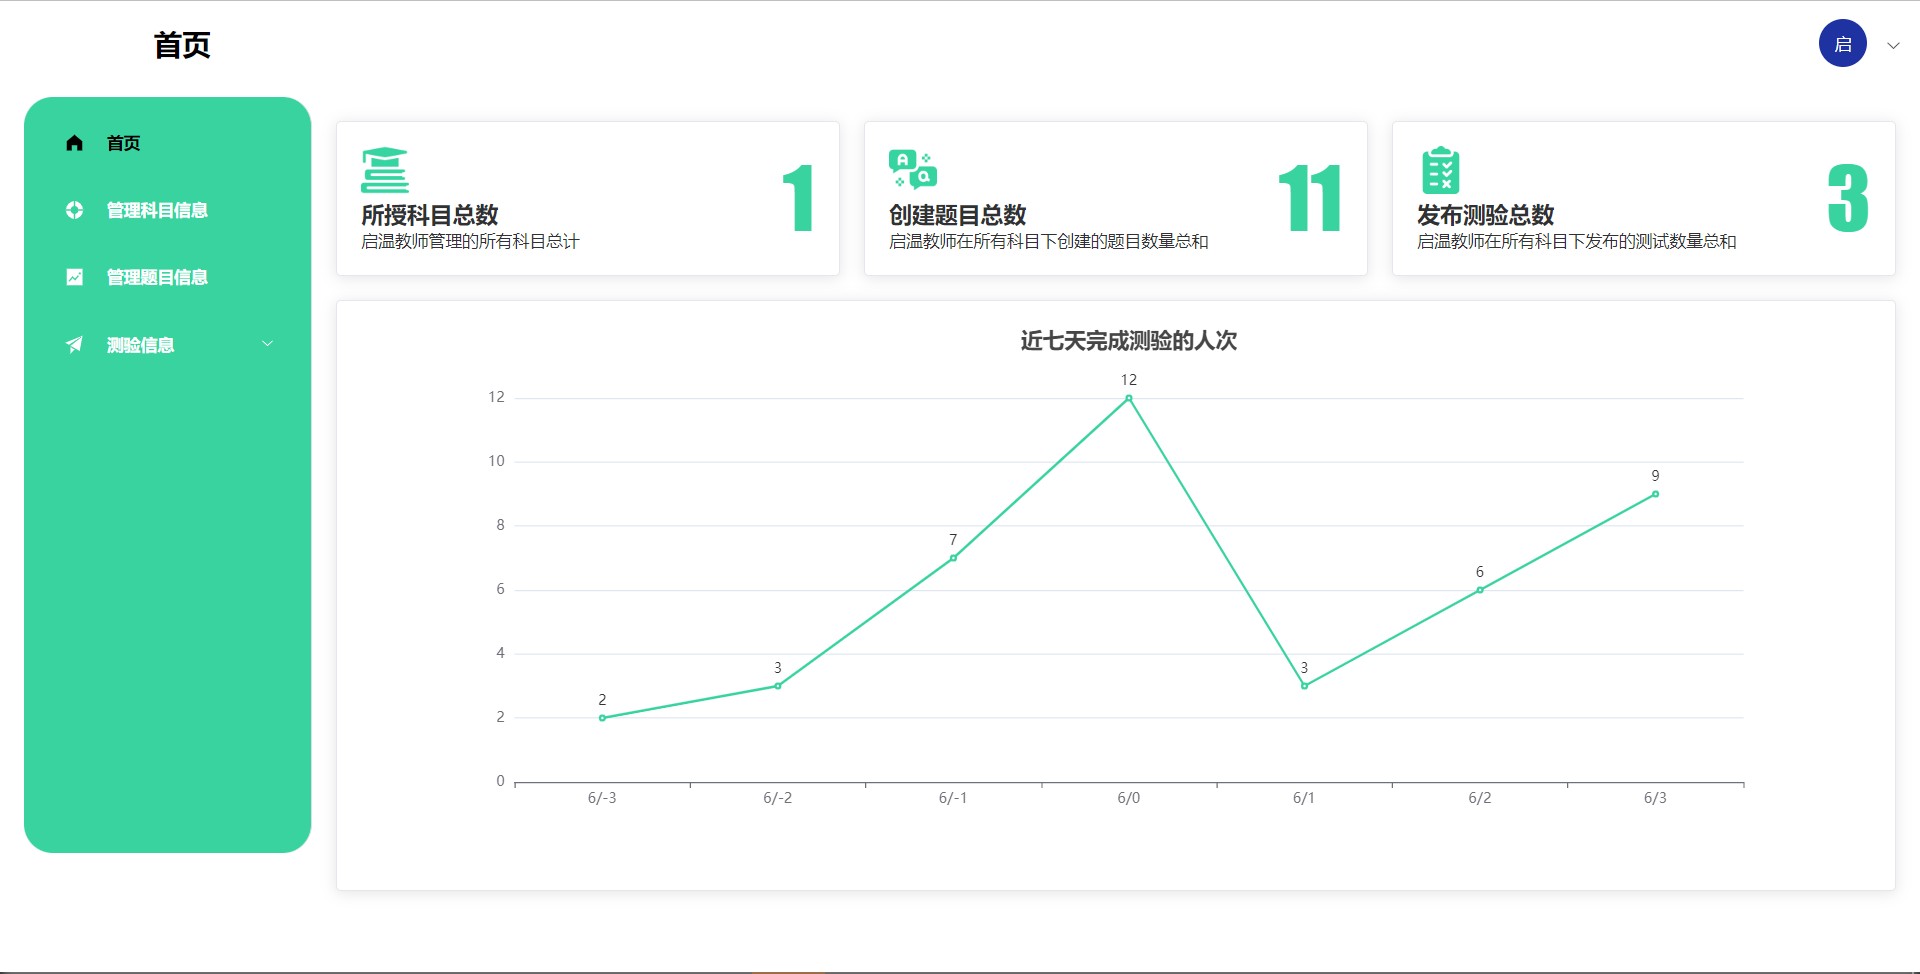 首页
启
首页
管理科目信息
管理题目信息
测验信息
所授科目总数
启温教师管理的所有科目总计
1
创建题目总数
启温教师在所有科目下创建的题目数量总和
11
发布测验总数
启温教师在所有科目下发布的测试数量总和
3
近七天完成测验的人次
12
10
8
6
4
2
0
2
3
7
12
3
6
9
6/-3
6/-2
6/-1
6/0
6/1
6/2
6/3